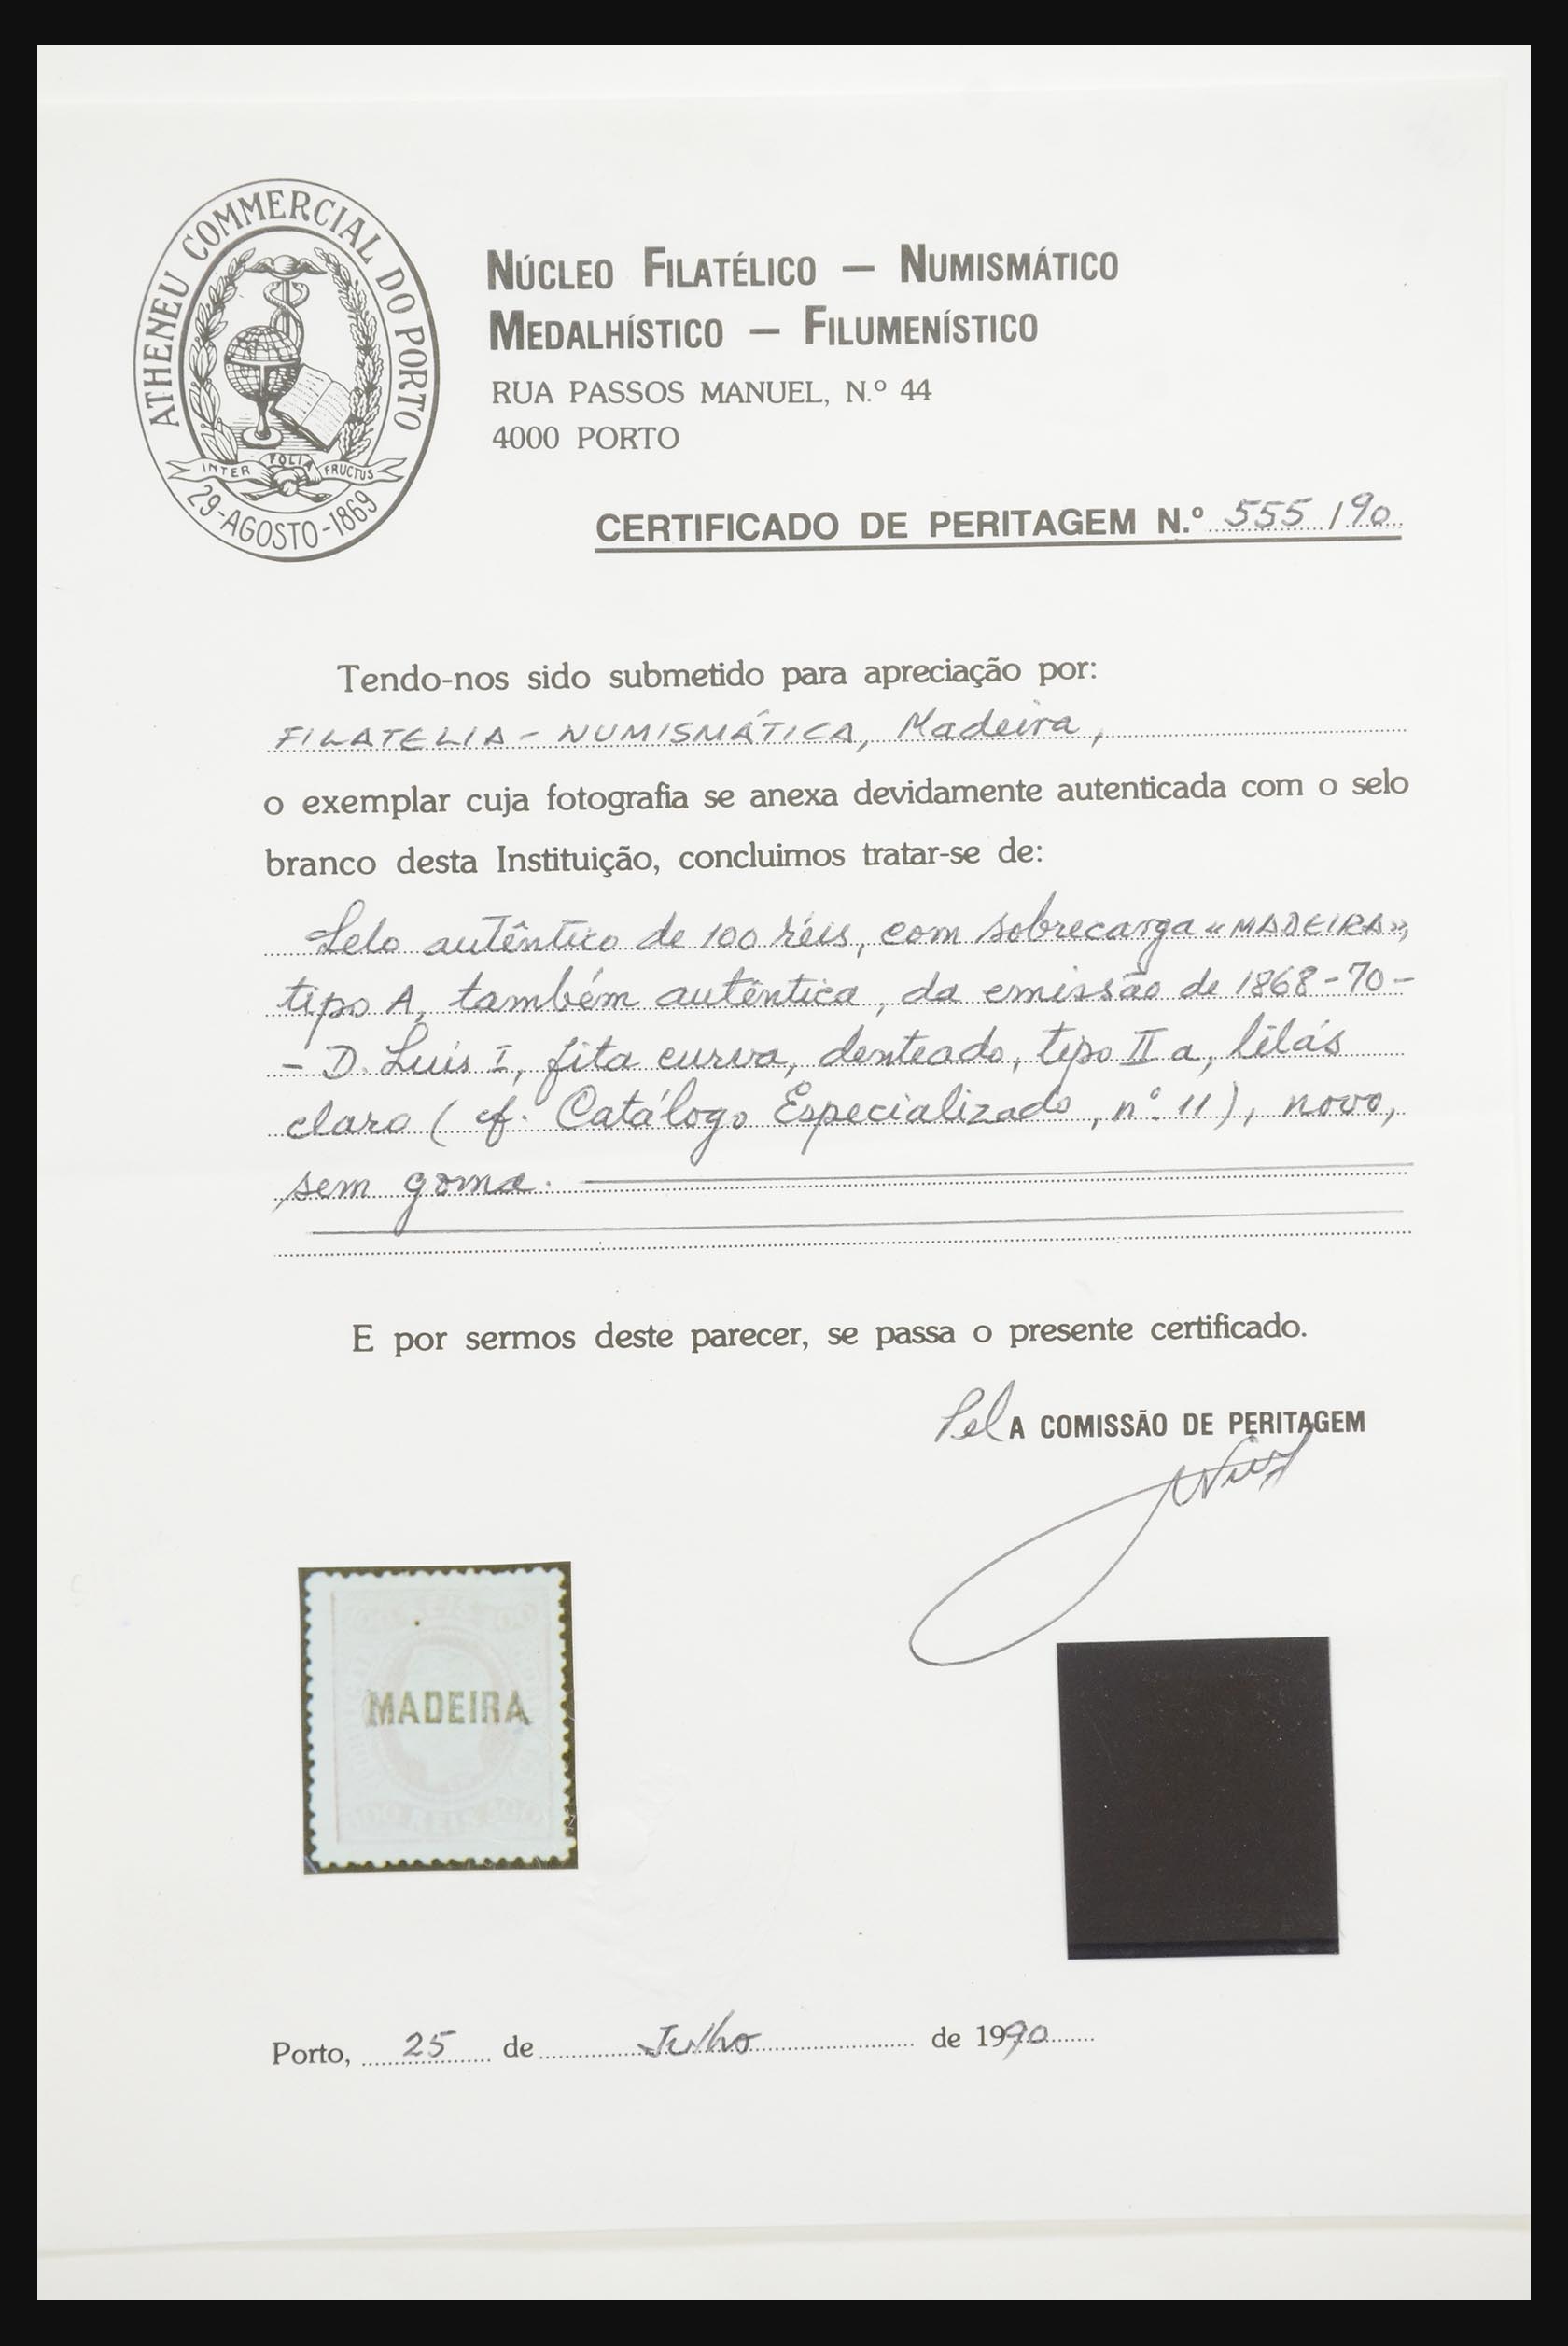 ATHENEU COMMERCIAL DO PORTO
INTER FOLIA FRUCTUS
29-AGOSTO-1869
NÚCLEO FILATÉLICO — NUMISMÁTICO
MEDALHÍSTICO — FILUMENÍSTICO
RUA PASSOS MANUEL, N.º 44
4000 PORTO
CERTIFICADO DE PERITAGEM N.º 555/90
Tendo-nos sido submetido para apreciação por:
FILATELIA - NUMISMÁTICA, Madeira,
o exemplar cuja fotografia se anexa devidamente autenticada com o selo
branco desta Instituição, concluimos tratar-se de:
Selo autêntico de 100 réis, com sobrecarga «MADEIRA»,
tipo A, também autêntica, da emissão de 1868-70-
- D. Luís I, fita curva, denteado, tipo II a, lilás
claro (cf. Catálogo Especializado, nº 11), novo,
sem goma.
E por sermos deste parecer, se passa o presente certificado.
Pel A COMISSÃO DE PERITAGEM
MADEIRA
REIS
Porto, 25 de Julho de 1990